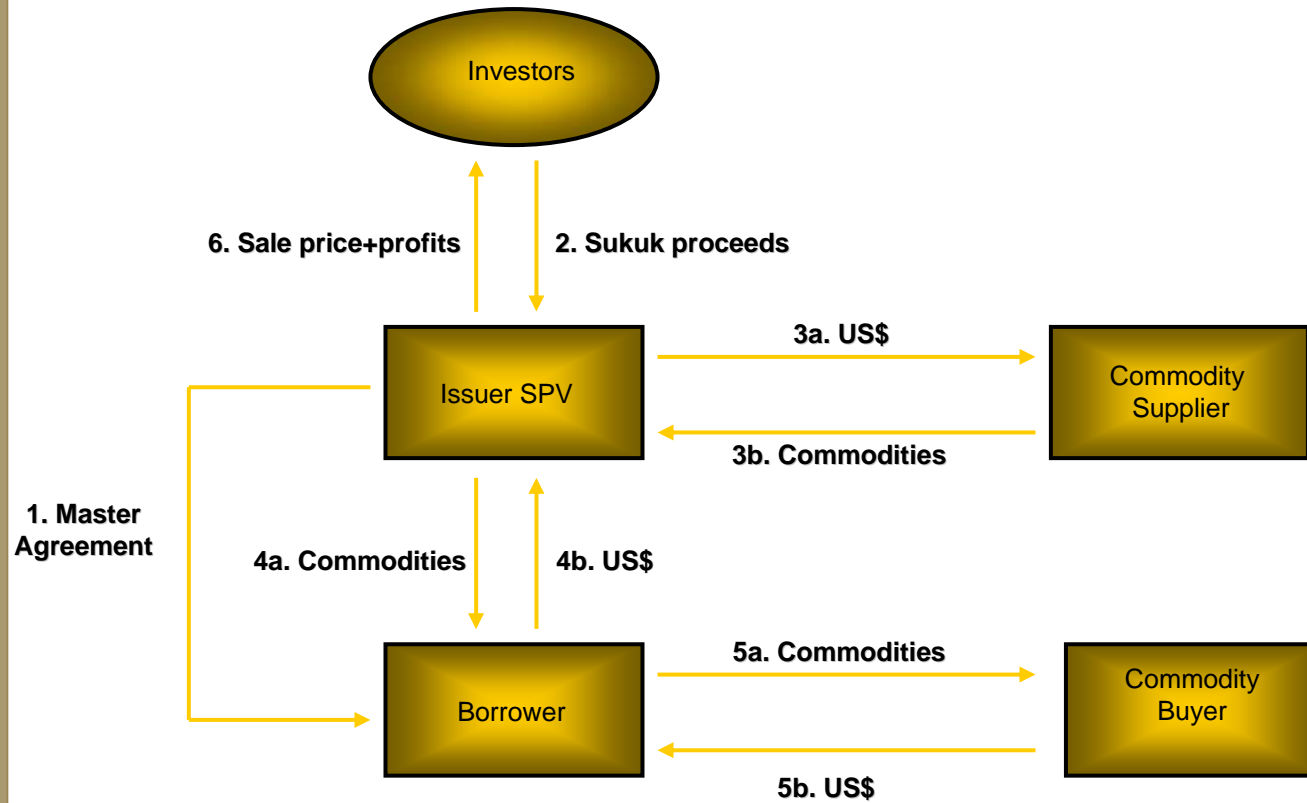 Investors
6. Sale price+profits
2. Sukuk proceeds
3a. US$
Issuer SPV
Commodity
Supplier
3b. Commodities
1. Master
Agreement
4a. Commodities
4b. US$
5a. Commodities
Borrower
Commodity
Buyer
5b. US$